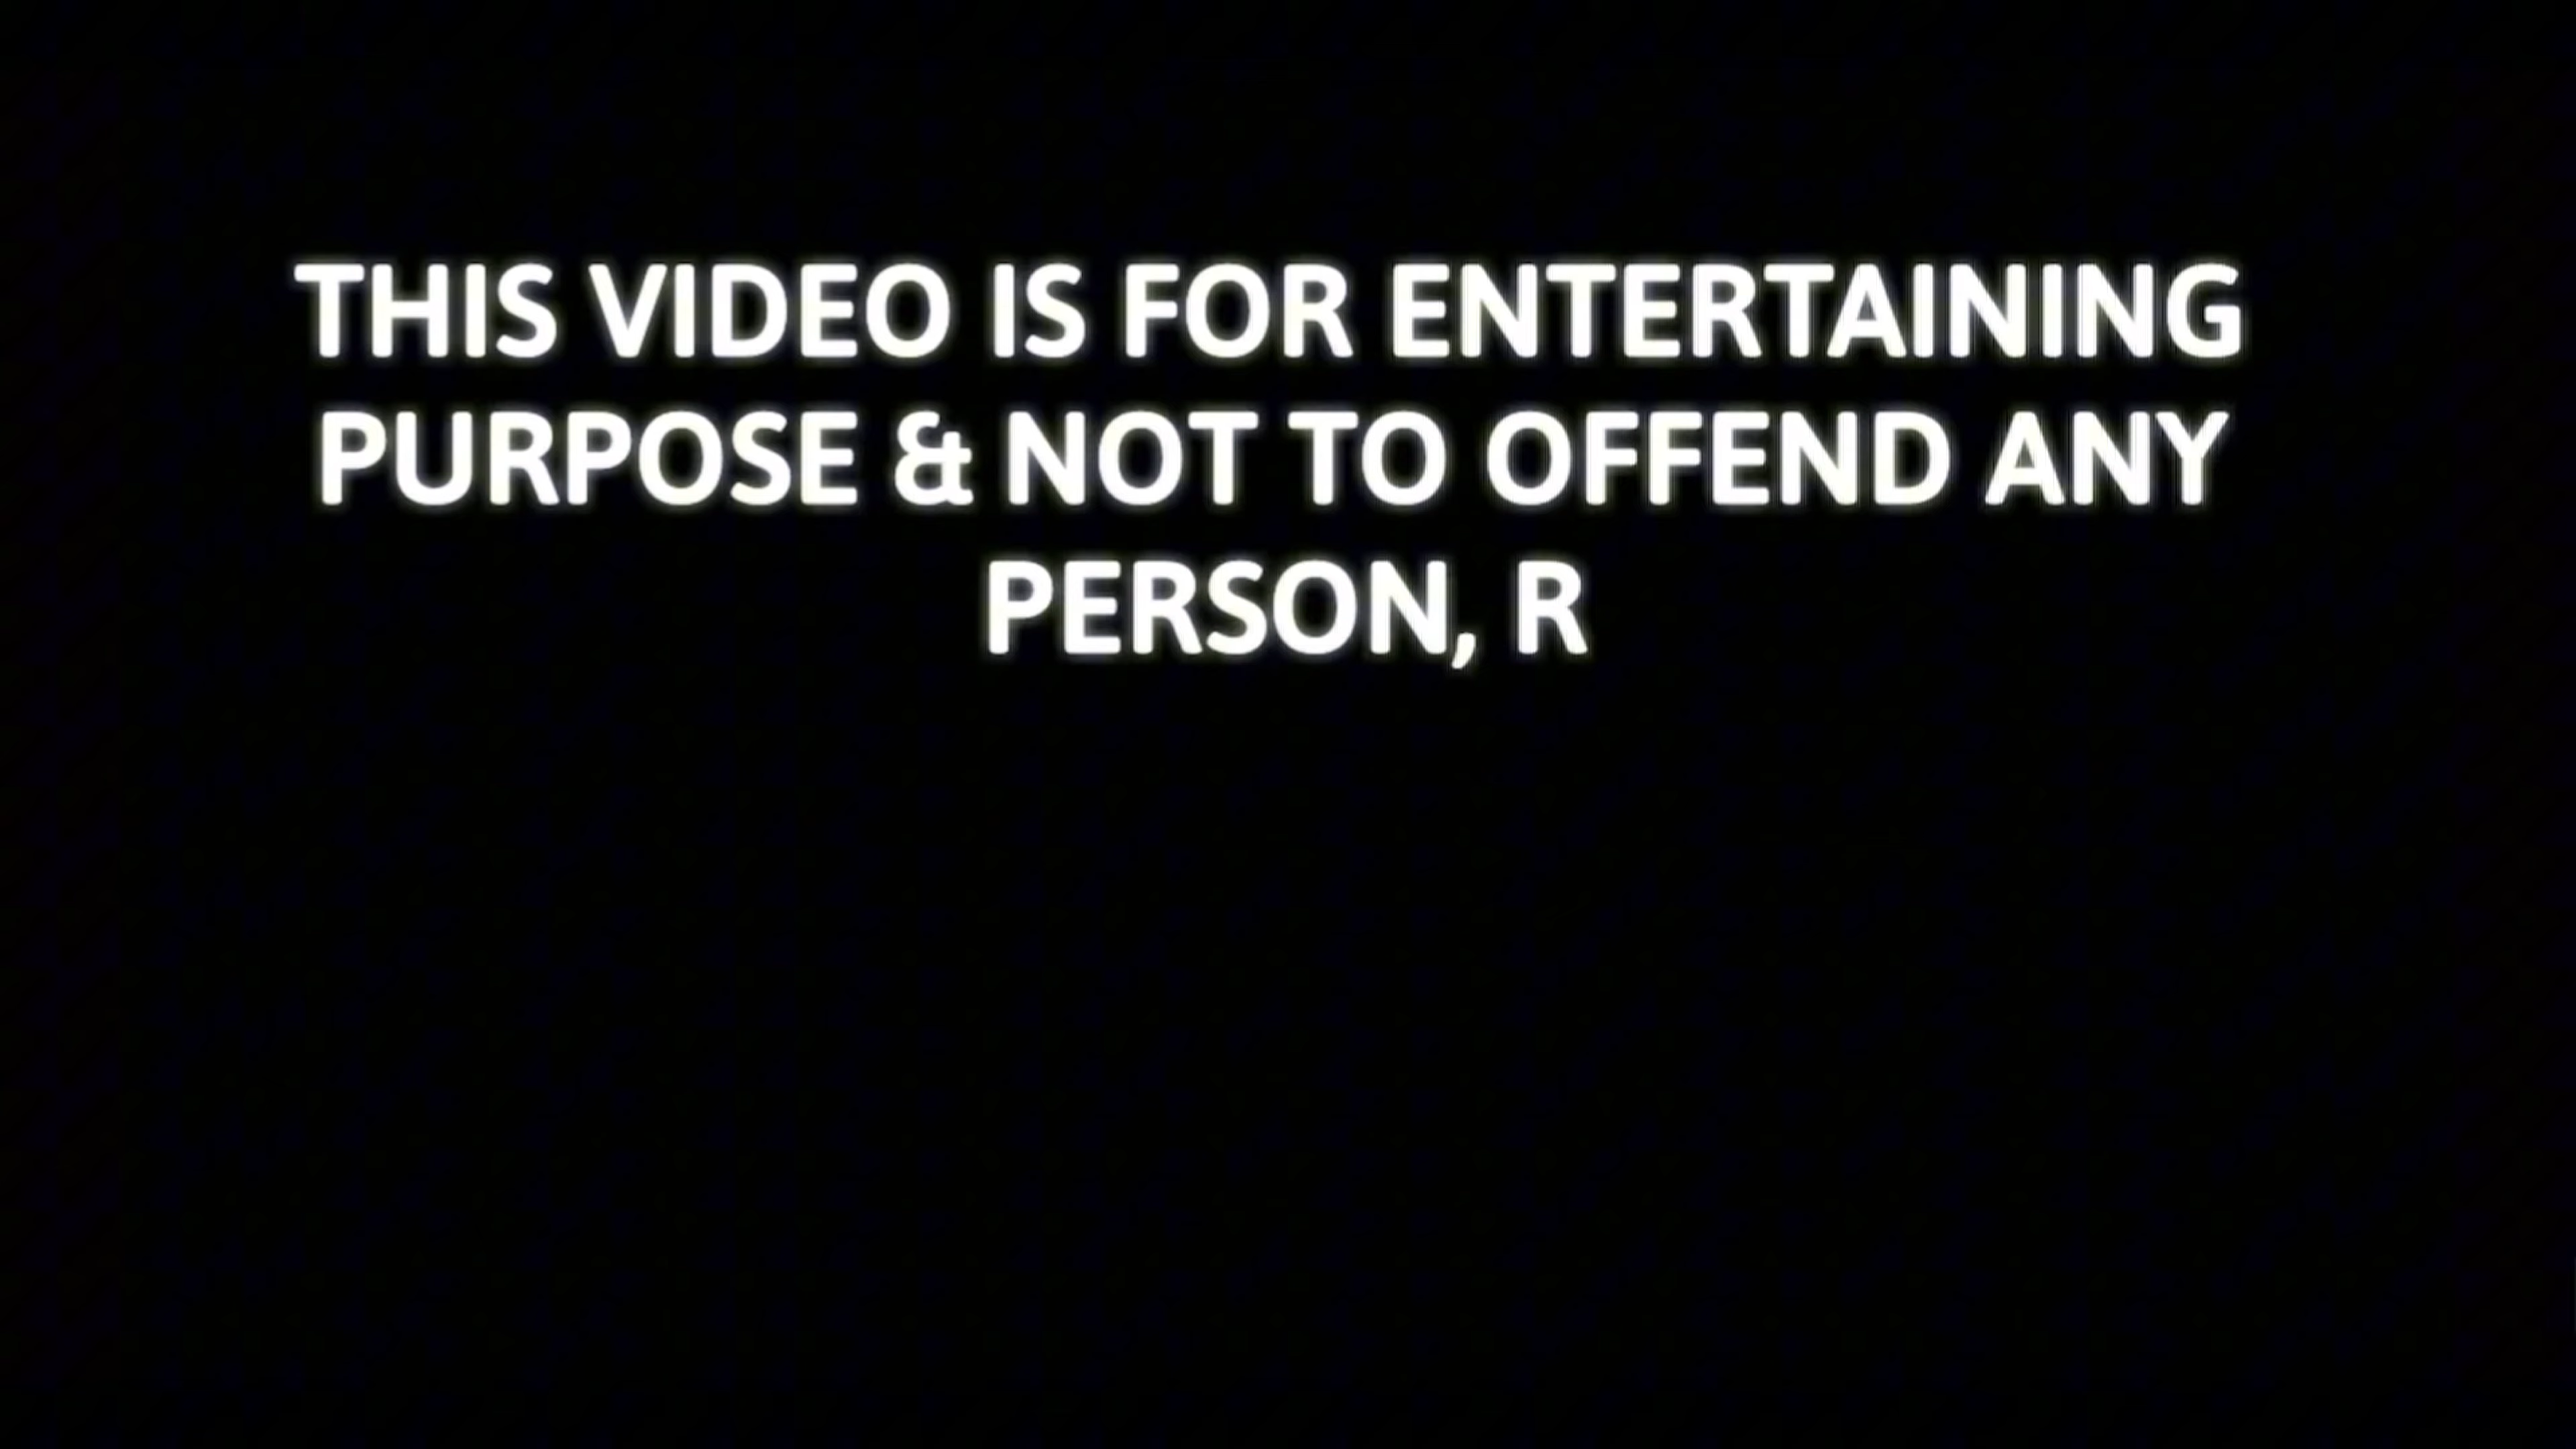 THIS VIDEO IS FOR ENTERTAINING
PURPOSE & NOT TO OFFEND ANY
PERSON, R